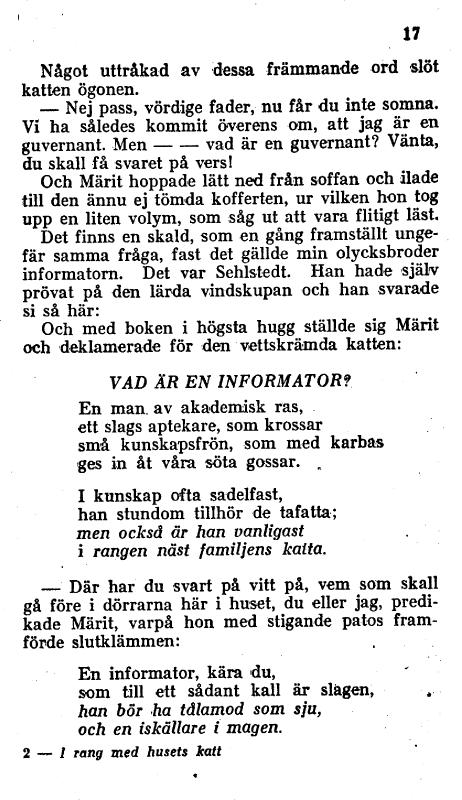 17
Något uttråkad av dessa främmande ord slöt
katten ögonen.
— Nej pass, vördige fader, nu får du inte somna.
Vi ha således kommit överens om, att jag är en
guvernant. Men — — vad är en guvernant? Vänta,
du skall få svaret på vers!
Och Märit hoppade lätt ned från soffan och ilade
till den ännu ej tömda kofferten, ur vilken hon tog
upp en liten volym, som såg ut att vara flitigt läst.
Det finns en skald, som en gång framställt unge-
fär samma fråga, fast det gällde min olycksbroder
informatorn. Det var Sehlstedt. Han hade själv
prövat på den lärda vindskupan och han svarade
si så här:
Och med boken i högsta hugg ställde sig Märit
och deklamerade för den vettskrämda katten:
VAD ÄR EN INFORMATOR?
En man av akademisk ras,
ett slags aptekare, som krossar
små kunskapsfrön, som med karbas
ges in åt våra söta gossar.
I kunskap ofta sadelfast,
han stundom tillhör de tafatta;
men också är han vanligast
i rangen näst familjens katta.
— Där har du svart på vitt på, vem som skall
gå före i dörrarna här i huset, du eller jag, predi-
kade Märit, varpå hon med stigande patos fram-
förde slutklämmen:
En informator, kära du,
som till ett sådant kall är slagen,
han bör ha tålamod som sju,
och en iskällare i magen.
2 — I rang med husets katt